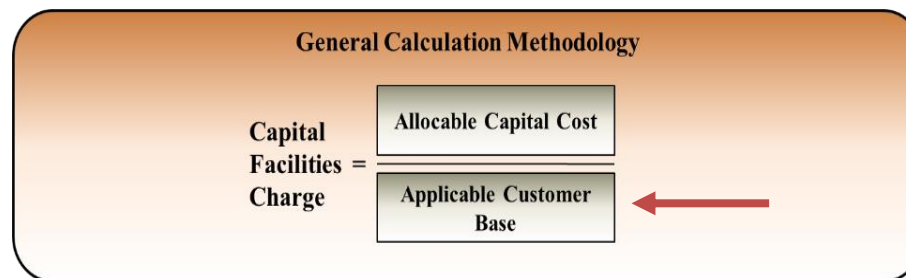 General Calculation Methodology
Capital
Facilities =
Charge
Allocable Capital Cost
Applicable Customer
Base